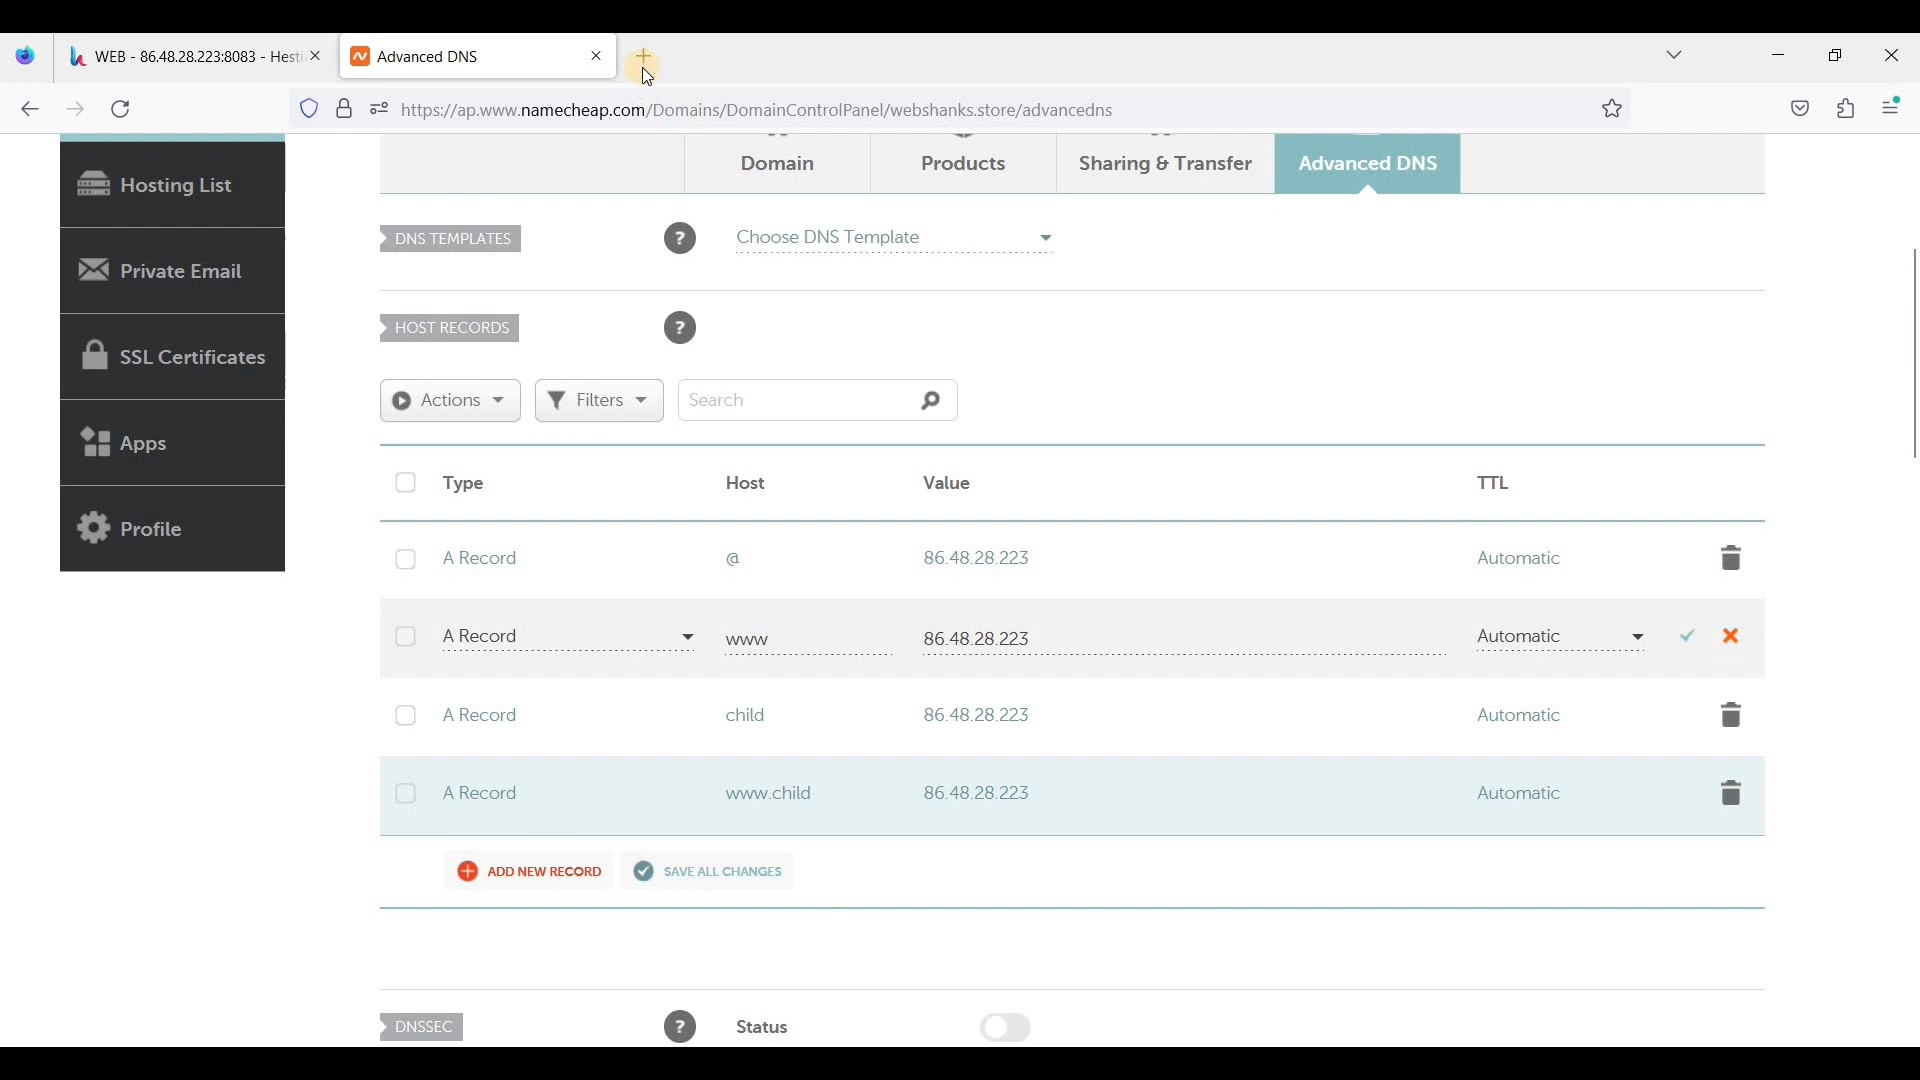 WEB - 86.48.28.223:8083 - Hesti
Advanced DNS
https://ap.www.namecheap.com/Domains/DomainControlPanel/webshanks.store/advancedns
Hosting List
Private Email
SSL Certificates
Apps
Profile
Domain Products Sharing & Transfer Advanced DNS
DNS TEMPLATES ? Choose DNS Template
HOST RECORDS ?
Actions Filters Search
Type Host Value TTL
A Record @ 86.48.28.223 Automatic
A Record www 86.48.28.223 Automatic
A Record child 86.48.28.223 Automatic
A Record www.child 86.48.28.223 Automatic
ADD NEW RECORD SAVE ALL CHANGES
DNSSEC ? Status